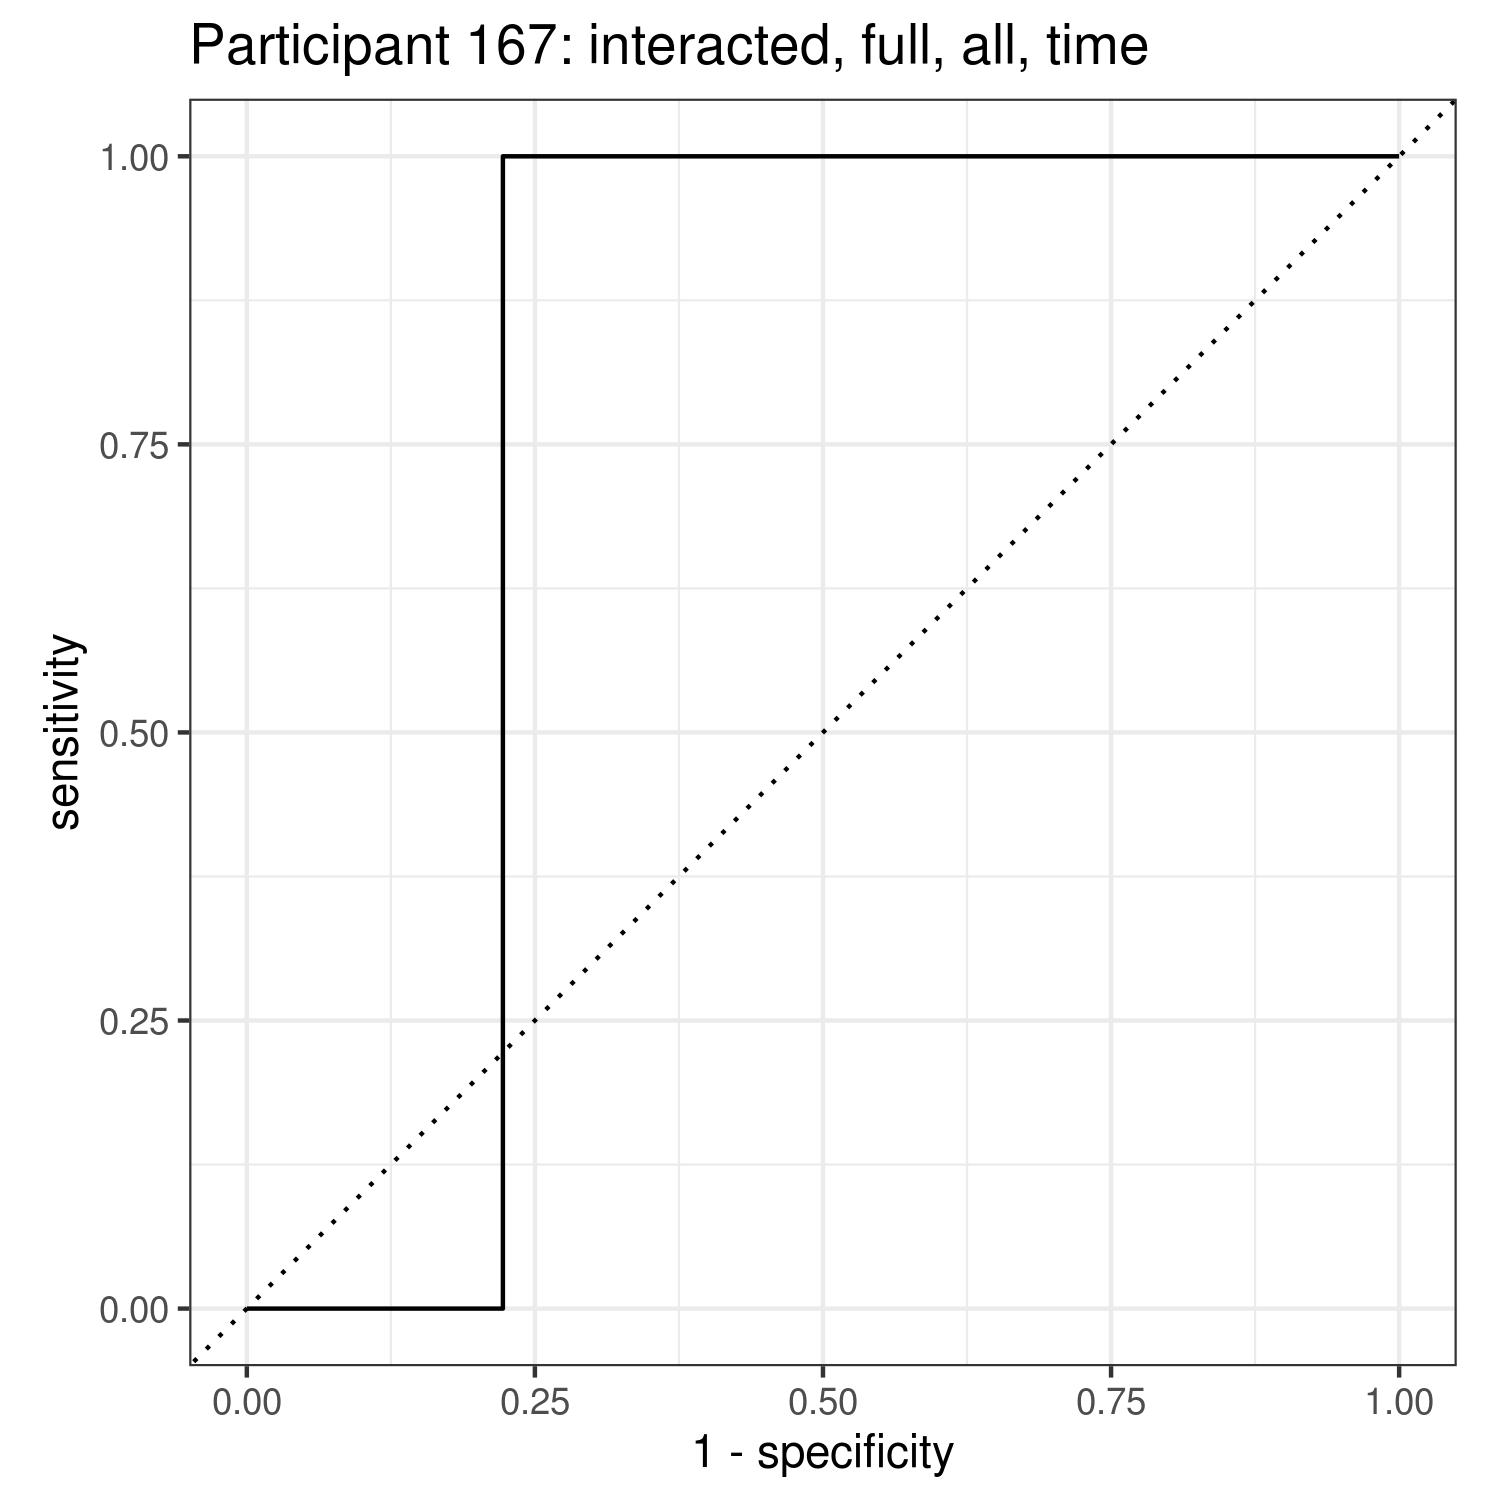 Participant 167: interacted, full, all, time
1.00
0.75
0.50
0.25
0.00
sensitivity
0.00 0.25 0.50 0.75 1.00
1 - specificity